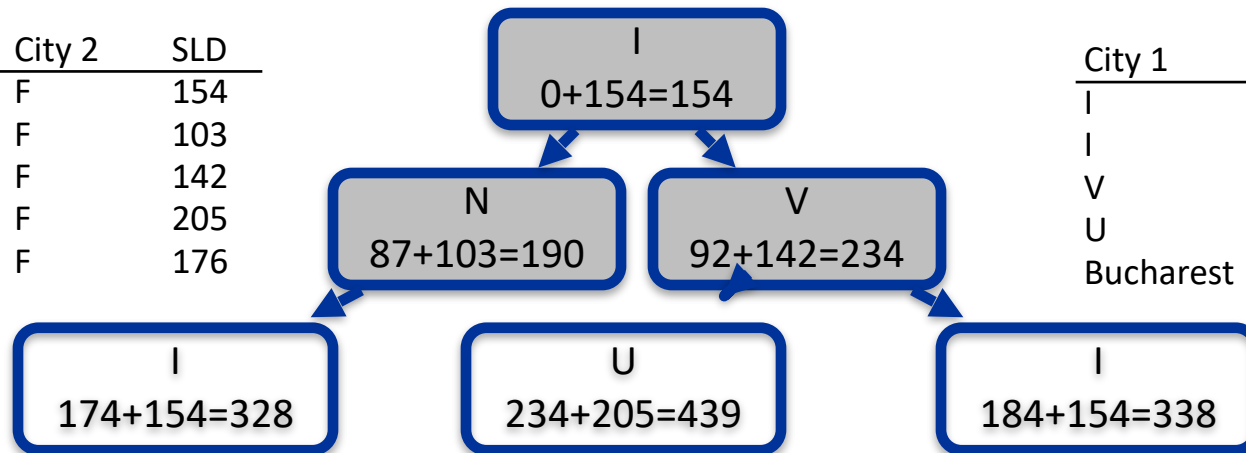 City 2 SLD
F 154
F 103
F 142
F 205
F 176
I
0+154=154
City 1
I
I
V
U
Bucharest
N
87+103=190
V
92+142=234
I
174+154=328
U
234+205=439
I
184+154=338